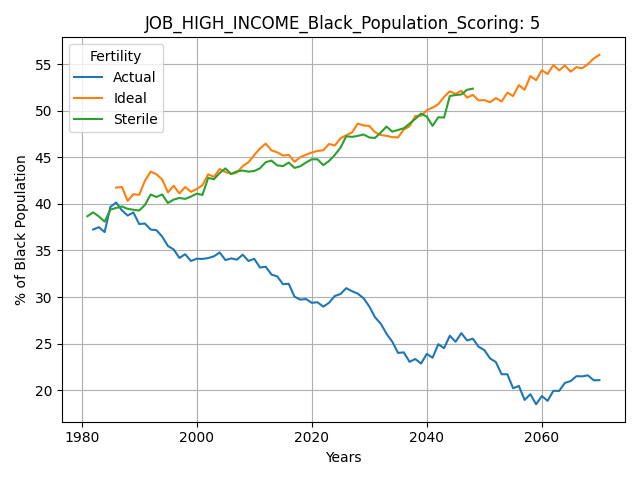 JOB_HIGH_INCOME_Black_Population_Scoring: 5
Fertility
Actual
Ideal
Sterile
% of Black Population
55
50
45
40
35
30
25
20
1980
2000
2020
2040
2060
Years